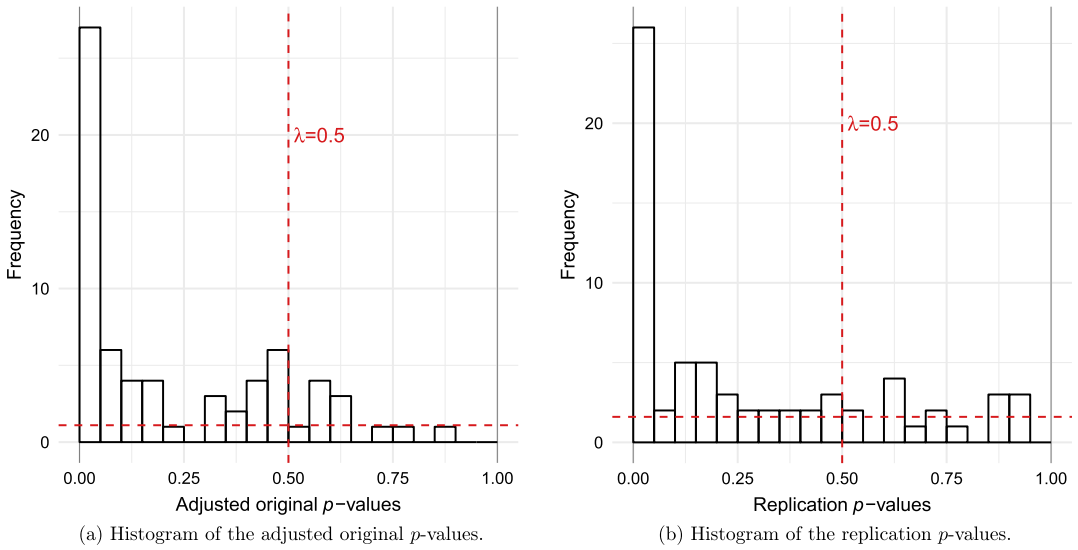 Frequency
20
10
0
λ=0.5
0.00
0.25
0.50
0.75
1.00
Adjusted original p−values
(a) Histogram of the adjusted original p-values.
Frequency
20
10
0
λ=0.5
0.00
0.25
0.50
0.75
1.00
Replication p−values
(b) Histogram of the replication p-values.